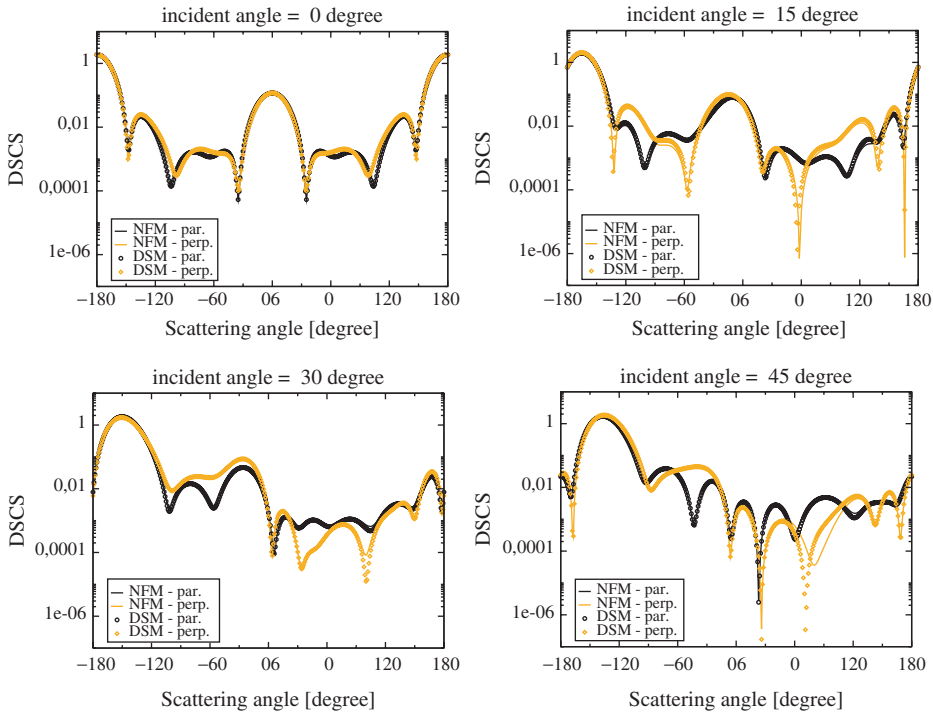 incident angle = 0 degree
DSCS
1
0,01
0,0001
1e-06
NFM - par.
NFM - perp.
DSM - par.
DSM - perp.
−180 −120 −60 06 0 120 180
Scattering angle [degree]
incident angle = 15 degree
DSCS
1
0,01
0,0001
1e-06
NFM - par.
NFM - perp.
DSM - par.
DSM - perp.
−180 −120 −60 06 0 120 180
Scattering angle [degree]
incident angle = 30 degree
DSCS
1
0,01
0,0001
1e-06
NFM - par.
NFM - perp.
DSM - par.
DSM - perp.
−180 −120 −60 06 0 120 180
Scattering angle [degree]
incident angle = 45 degree
DSCS
1
0,01
0,0001
1e-06
NFM - par.
NFM - perp.
DSM - par.
DSM - perp.
−180 −120 −60 06 0 120 180
Scattering angle [degree]